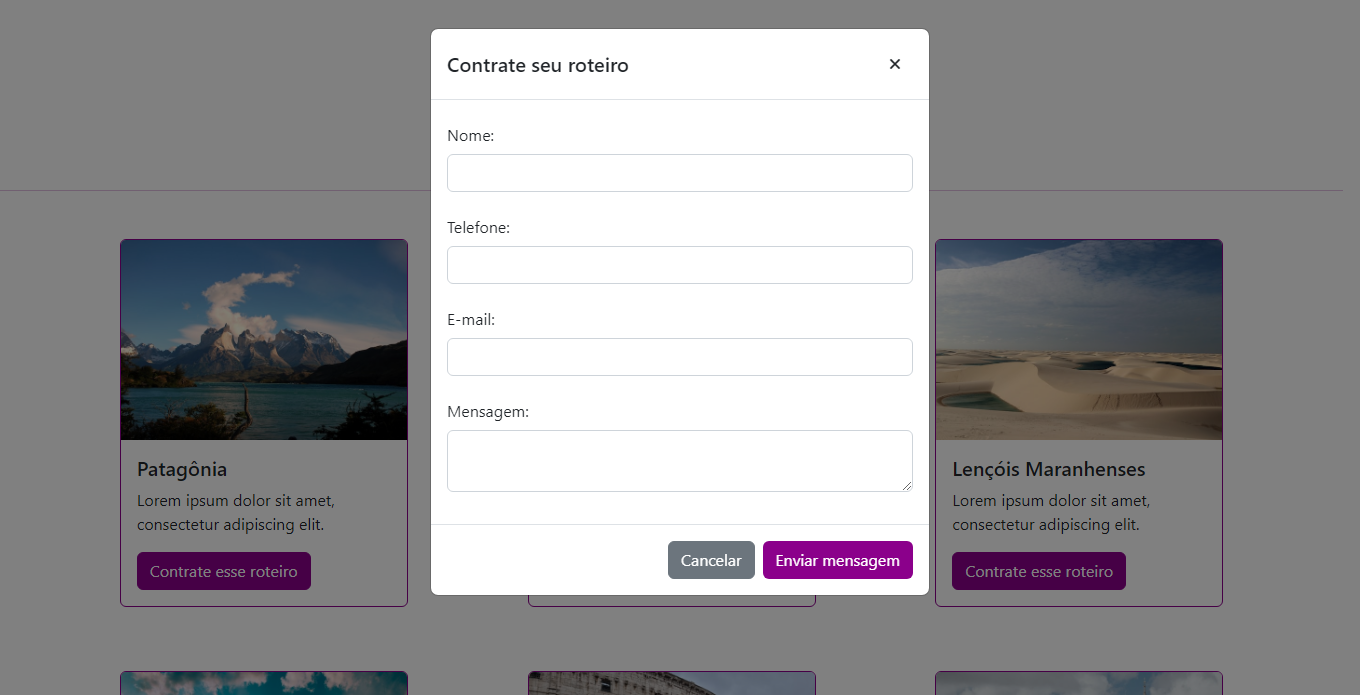 Contrate seu roteiro
×
Nome:
Telefone:
E-mail:
Mensagem:
Cancelar
Enviar mensagem
Patagônia
Lorem ipsum dolor sit amet,
consectetur adipiscing elit.
Contrate esse roteiro
Lençóis Maranhenses
Lorem ipsum dolor sit amet,
consectetur adipiscing elit.
Contrate esse roteiro